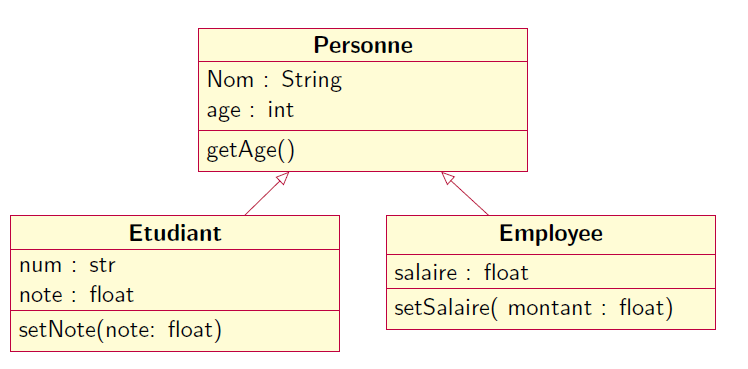 Personne
Nom : String
age : int
getAge()
Etudiant
num : str
note : float
setNote(note: float)
Employee
salaire : float
setSalaire( montant : float)